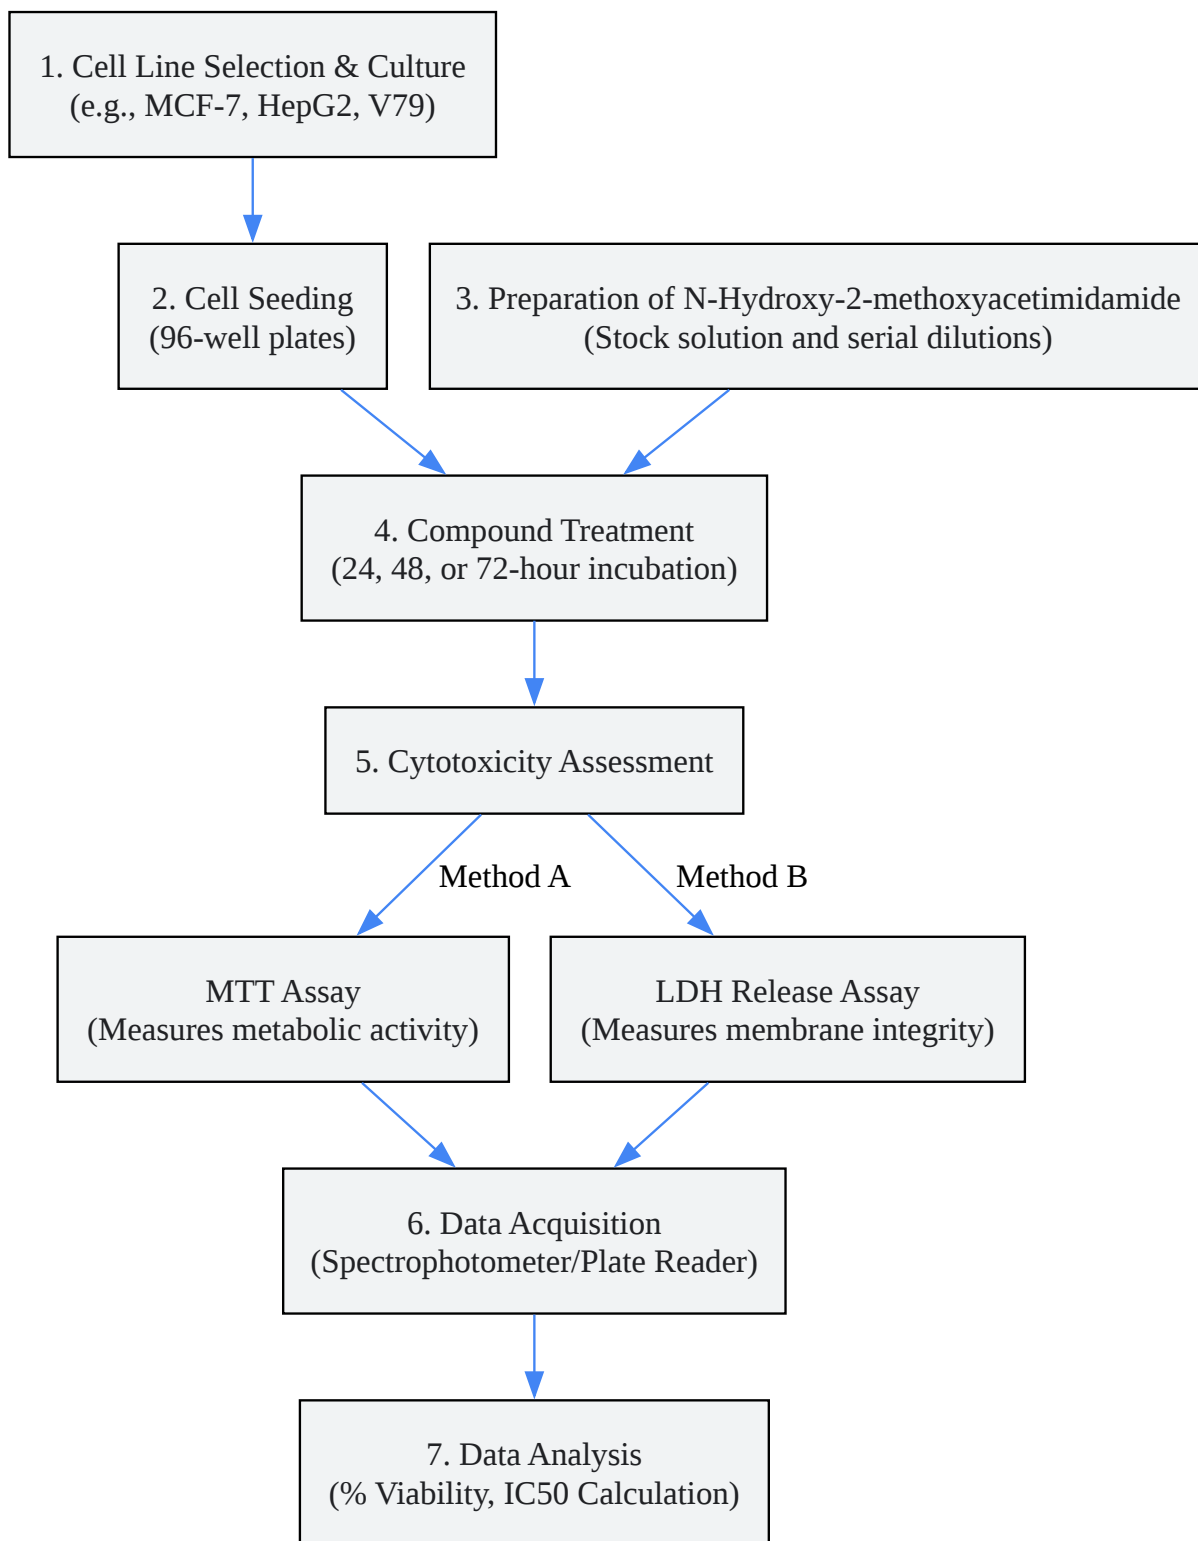 1. Cell Line Selection & Culture
(e.g., MCF-7, HepG2, V79)
2. Cell Seeding
(96-well plates)
3. Preparation of N-Hydroxy-2-methoxyacetimidamide
(Stock solution and serial dilutions)
4. Compound Treatment
(24, 48, or 72-hour incubation)
5. Cytotoxicity Assessment
Method A
Method B
MTT Assay
(Measures metabolic activity)
LDH Release Assay
(Measures membrane integrity)
6. Data Acquisition
(Spectrophotometer/Plate Reader)
7. Data Analysis
(% Viability, IC50 Calculation)